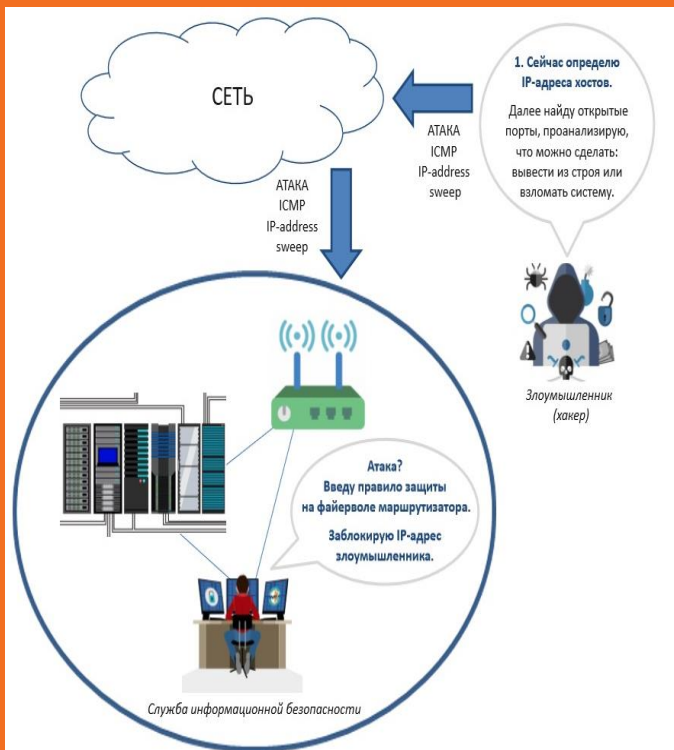 СЕТЬ
1. Сейчас определю
IP-адреса хостов.
Далее найду открытые
порты, проанализирую,
что можно сделать:
вывести из строя или
взломать систему.
АТАКА
ICMP
IP-address
sweep
АТАКА
ICMP
IP-address
sweep
Злоумышленник
(хакер)
Атака?
Введу правило защиты
на файерволе маршрутизатора.
Заблокирую IP-адрес
злоумышленника.
Служба информационной безопасности